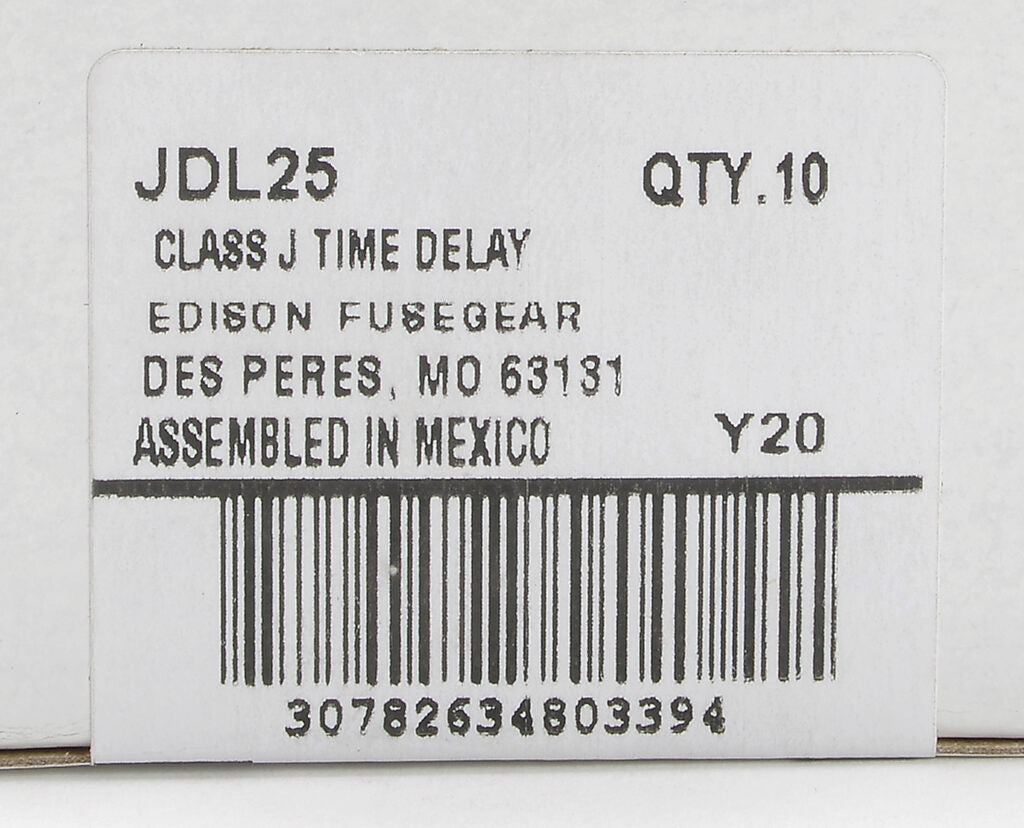 JDL25 QTY.10
CLASS J TIME DELAY
EDISON FUSEGEAR
DES PERES, MO 63131
ASSEMBLED IN MEXICO Y20
30782634803394